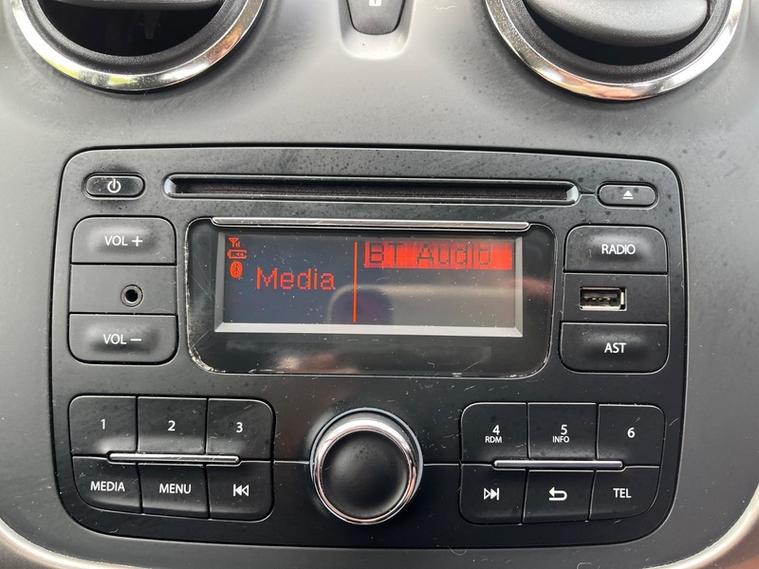 VOL +
BT Audio
Media
RADIO
VOL −
AST
1
2
3
4
RDM
5
INFO
6
MEDIA
MENU
TEL